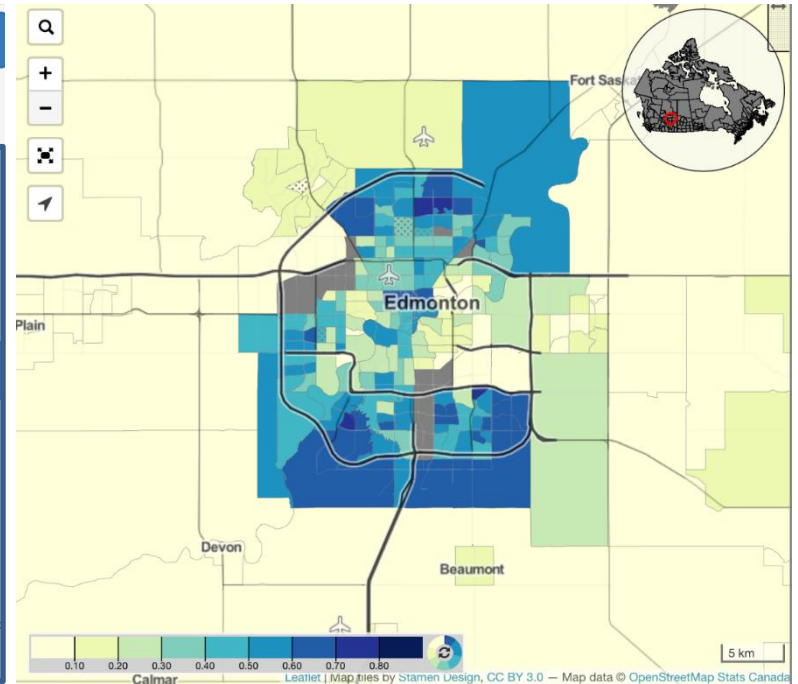 +
−
Fort Saskat
Edmonton
Plain
Devon
Beaumont
Calmar
0.10 0.20 0.30 0.40 0.50 0.60 0.70 0.80
5 km
Leaflet | Map tiles by Stamen Design, CC BY 3.0 — Map data © OpenStreetMap Stats Canada